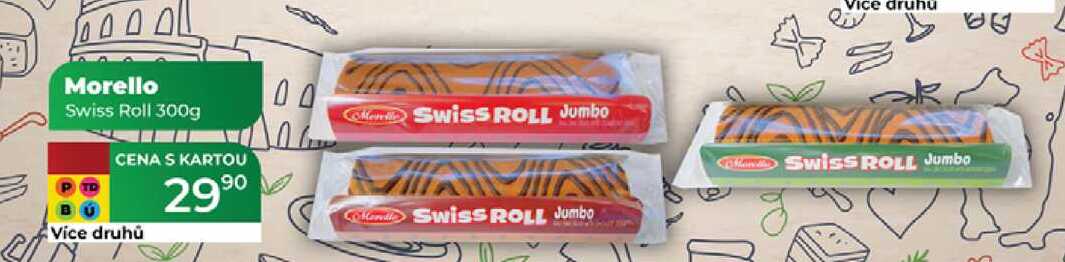 Více druhů
Morello
Swiss Roll 300g
CENA S KARTOU
29⁹⁰
P TD
B Ú
Více druhů
Morello SWISS ROLL Jumbo
Morello SWISS ROLL Jumbo
Morello SWISS ROLL Jumbo